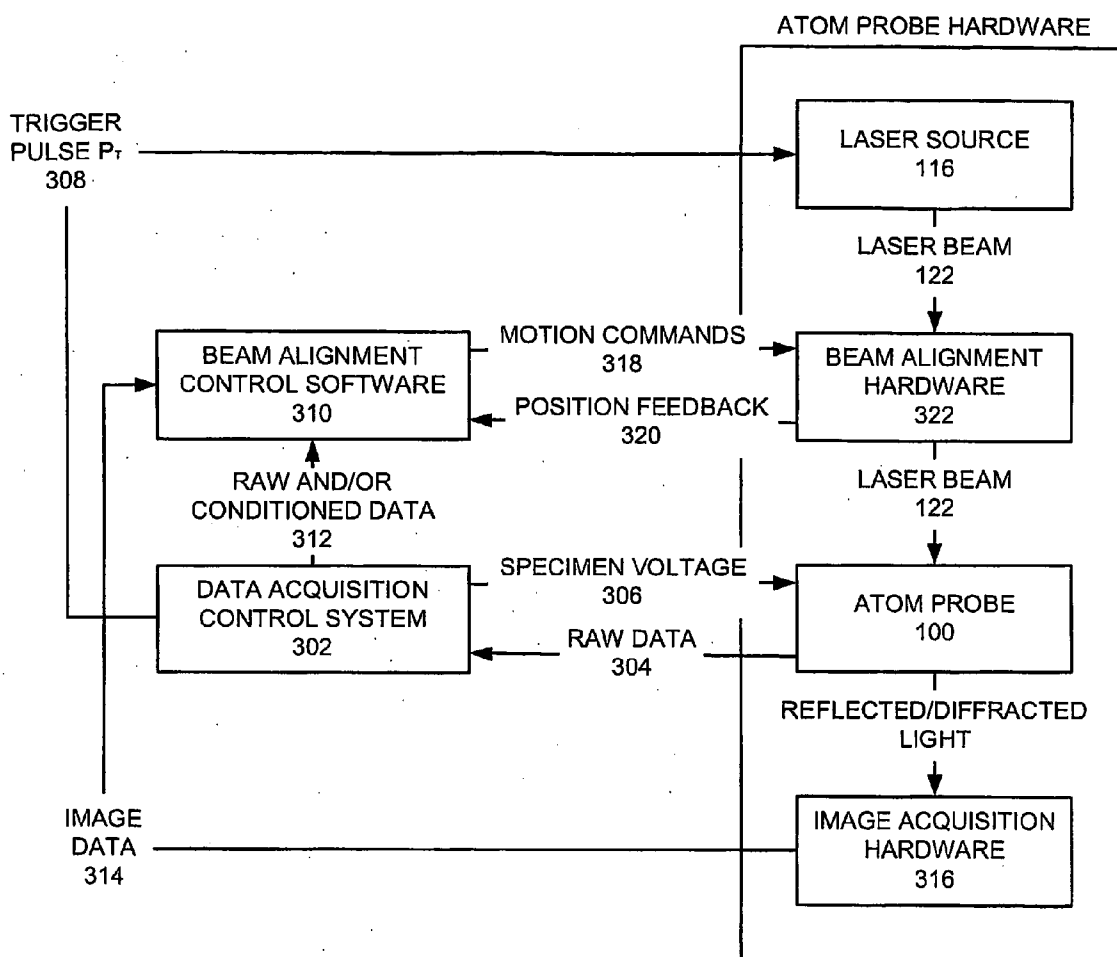 ATOM PROBE HARDWARE
TRIGGER
PULSE PT
308
LASER SOURCE
116
LASER BEAM
122
BEAM ALIGNMENT
CONTROL SOFTWARE
310
MOTION COMMANDS
318
POSITION FEEDBACK
320
BEAM ALIGNMENT
HARDWARE
322
RAW AND/OR
CONDITIONED DATA
312
LASER BEAM
122
DATA ACQUISITION
CONTROL SYSTEM
302
SPECIMEN VOLTAGE
306
RAW DATA
304
ATOM PROBE
100
REFLECTED/DIFFRACTED
LIGHT
IMAGE
DATA
314
IMAGE ACQUISITION
HARDWARE
316